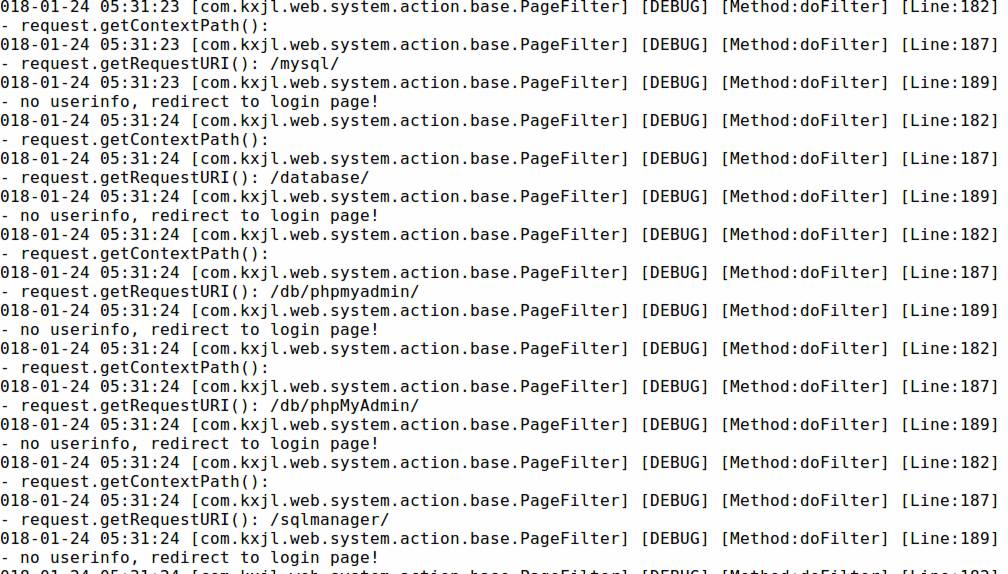 018-01-24 05:31:23 [com.kxjl.web.system.action.base.PageFilter] [DEBUG] [Method:doFilter] [Line:182]
- request.getContextPath():
018-01-24 05:31:23 [com.kxjl.web.system.action.base.PageFilter] [DEBUG] [Method:doFilter] [Line:187]
- request.getRequestURI(): /mysql/
018-01-24 05:31:23 [com.kxjl.web.system.action.base.PageFilter] [DEBUG] [Method:doFilter] [Line:189]
- no userinfo, redirect to login page!
018-01-24 05:31:24 [com.kxjl.web.system.action.base.PageFilter] [DEBUG] [Method:doFilter] [Line:182]
- request.getContextPath():
018-01-24 05:31:24 [com.kxjl.web.system.action.base.PageFilter] [DEBUG] [Method:doFilter] [Line:187]
- request.getRequestURI(): /database/
018-01-24 05:31:24 [com.kxjl.web.system.action.base.PageFilter] [DEBUG] [Method:doFilter] [Line:189]
- no userinfo, redirect to login page!
018-01-24 05:31:24 [com.kxjl.web.system.action.base.PageFilter] [DEBUG] [Method:doFilter] [Line:182]
- request.getContextPath():
018-01-24 05:31:24 [com.kxjl.web.system.action.base.PageFilter] [DEBUG] [Method:doFilter] [Line:187]
- request.getRequestURI(): /db/phpmyadmin/
018-01-24 05:31:24 [com.kxjl.web.system.action.base.PageFilter] [DEBUG] [Method:doFilter] [Line:189]
- no userinfo, redirect to login page!
018-01-24 05:31:24 [com.kxjl.web.system.action.base.PageFilter] [DEBUG] [Method:doFilter] [Line:182]
- request.getContextPath():
018-01-24 05:31:24 [com.kxjl.web.system.action.base.PageFilter] [DEBUG] [Method:doFilter] [Line:187]
- request.getRequestURI(): /db/phpMyAdmin/
018-01-24 05:31:24 [com.kxjl.web.system.action.base.PageFilter] [DEBUG] [Method:doFilter] [Line:189]
- no userinfo, redirect to login page!
018-01-24 05:31:24 [com.kxjl.web.system.action.base.PageFilter] [DEBUG] [Method:doFilter] [Line:182]
- request.getContextPath():
018-01-24 05:31:24 [com.kxjl.web.system.action.base.PageFilter] [DEBUG] [Method:doFilter] [Line:187]
- request.getRequestURI(): /sqlmanager/
018-01-24 05:31:24 [com.kxjl.web.system.action.base.PageFilter] [DEBUG] [Method:doFilter] [Line:189]
- no userinfo, redirect to login page!